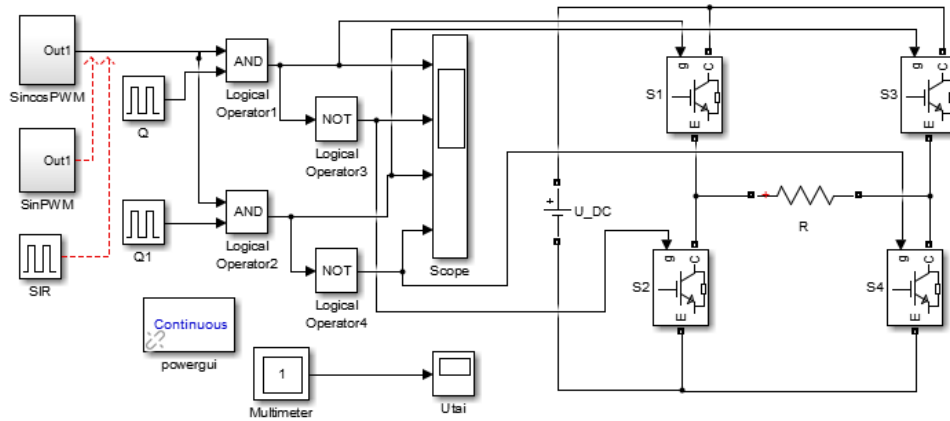 Out1
SincosPWM
Out1
SinPWM
SIR
Q
Q1
AND
Logical
Operator1
NOT
Logical
Operator3
AND
Logical
Operator2
NOT
Logical
Operator4
Scope
Continuous
powergui
1
Multimeter
Utai
+
U_DC
g
C
E
S1
g
C
E
S3
+
R
g
C
E
S2
g
C
E
S4